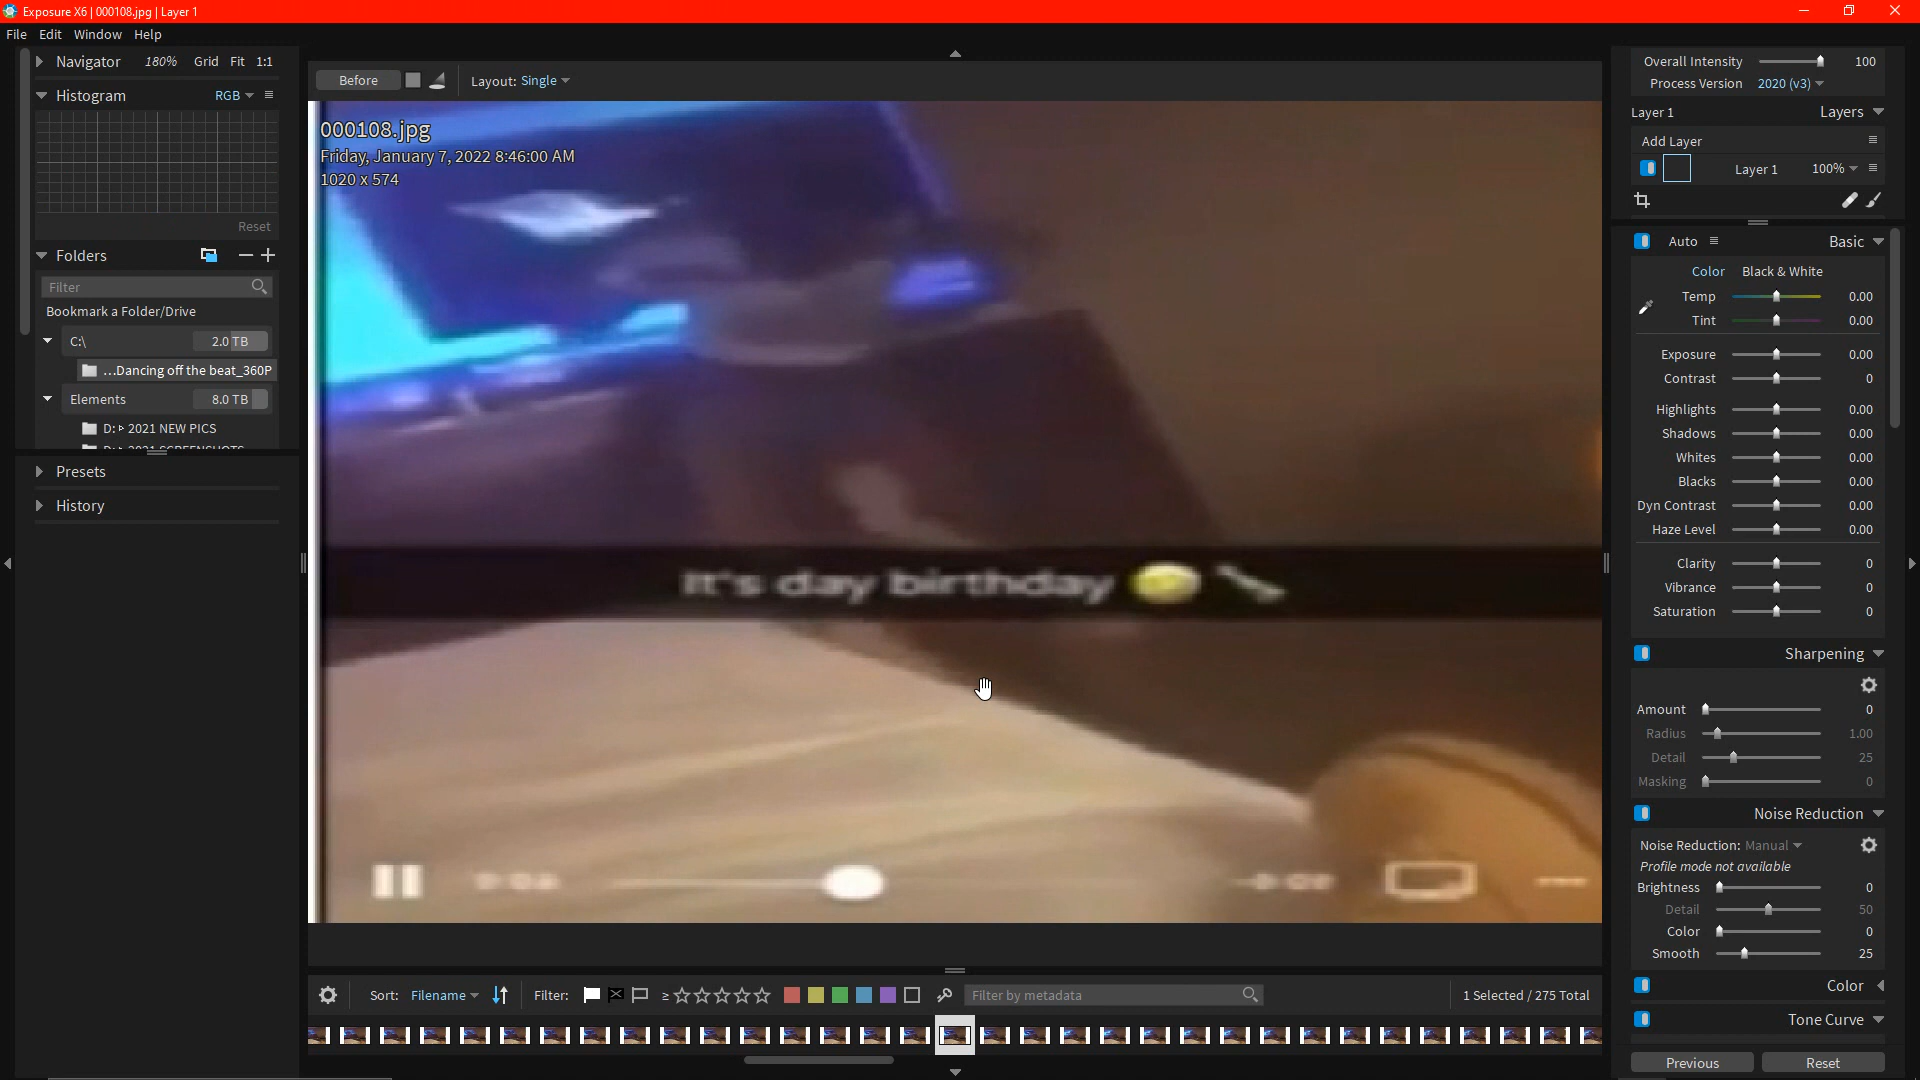 Exposure X6 | 000108.jpg | Layer 1
File Edit Window Help
Navigator 180% Grid Fit 1:1
Histogram RGB
Reset
Folders
Filter
Bookmark a Folder/Drive
C:\ 2.0 TB
...Dancing off the beat_360P
Elements 8.0 TB
D: 2021 NEW PICS
D: 2021 SCREENSHOTS
Presets
History
Before Layout: Single
000108.jpg
Friday, January 7, 2022 8:46:00 AM
1020 x 574
It's day birthday
Sort: Filename Filter: ≥ Filter by metadata 1 Selected / 275 Total
Overall Intensity 100
Process Version 2020 (v3)
Layer 1 Layers
Add Layer
Layer 1 100%
Auto Basic
Color Black & White
Temp 0.00
Tint 0.00
Exposure 0.00
Contrast 0
Highlights 0.00
Shadows 0.00
Whites 0.00
Blacks 0.00
Dyn Contrast 0.00
Haze Level 0.00
Clarity 0
Vibrance 0
Saturation 0
Sharpening
Amount 0
Radius 1.00
Detail 25
Masking 0
Noise Reduction
Noise Reduction: Manual
Profile mode not available
Brightness 0
Detail 50
Color 0
Smooth 25
Color
Tone Curve
Previous Reset